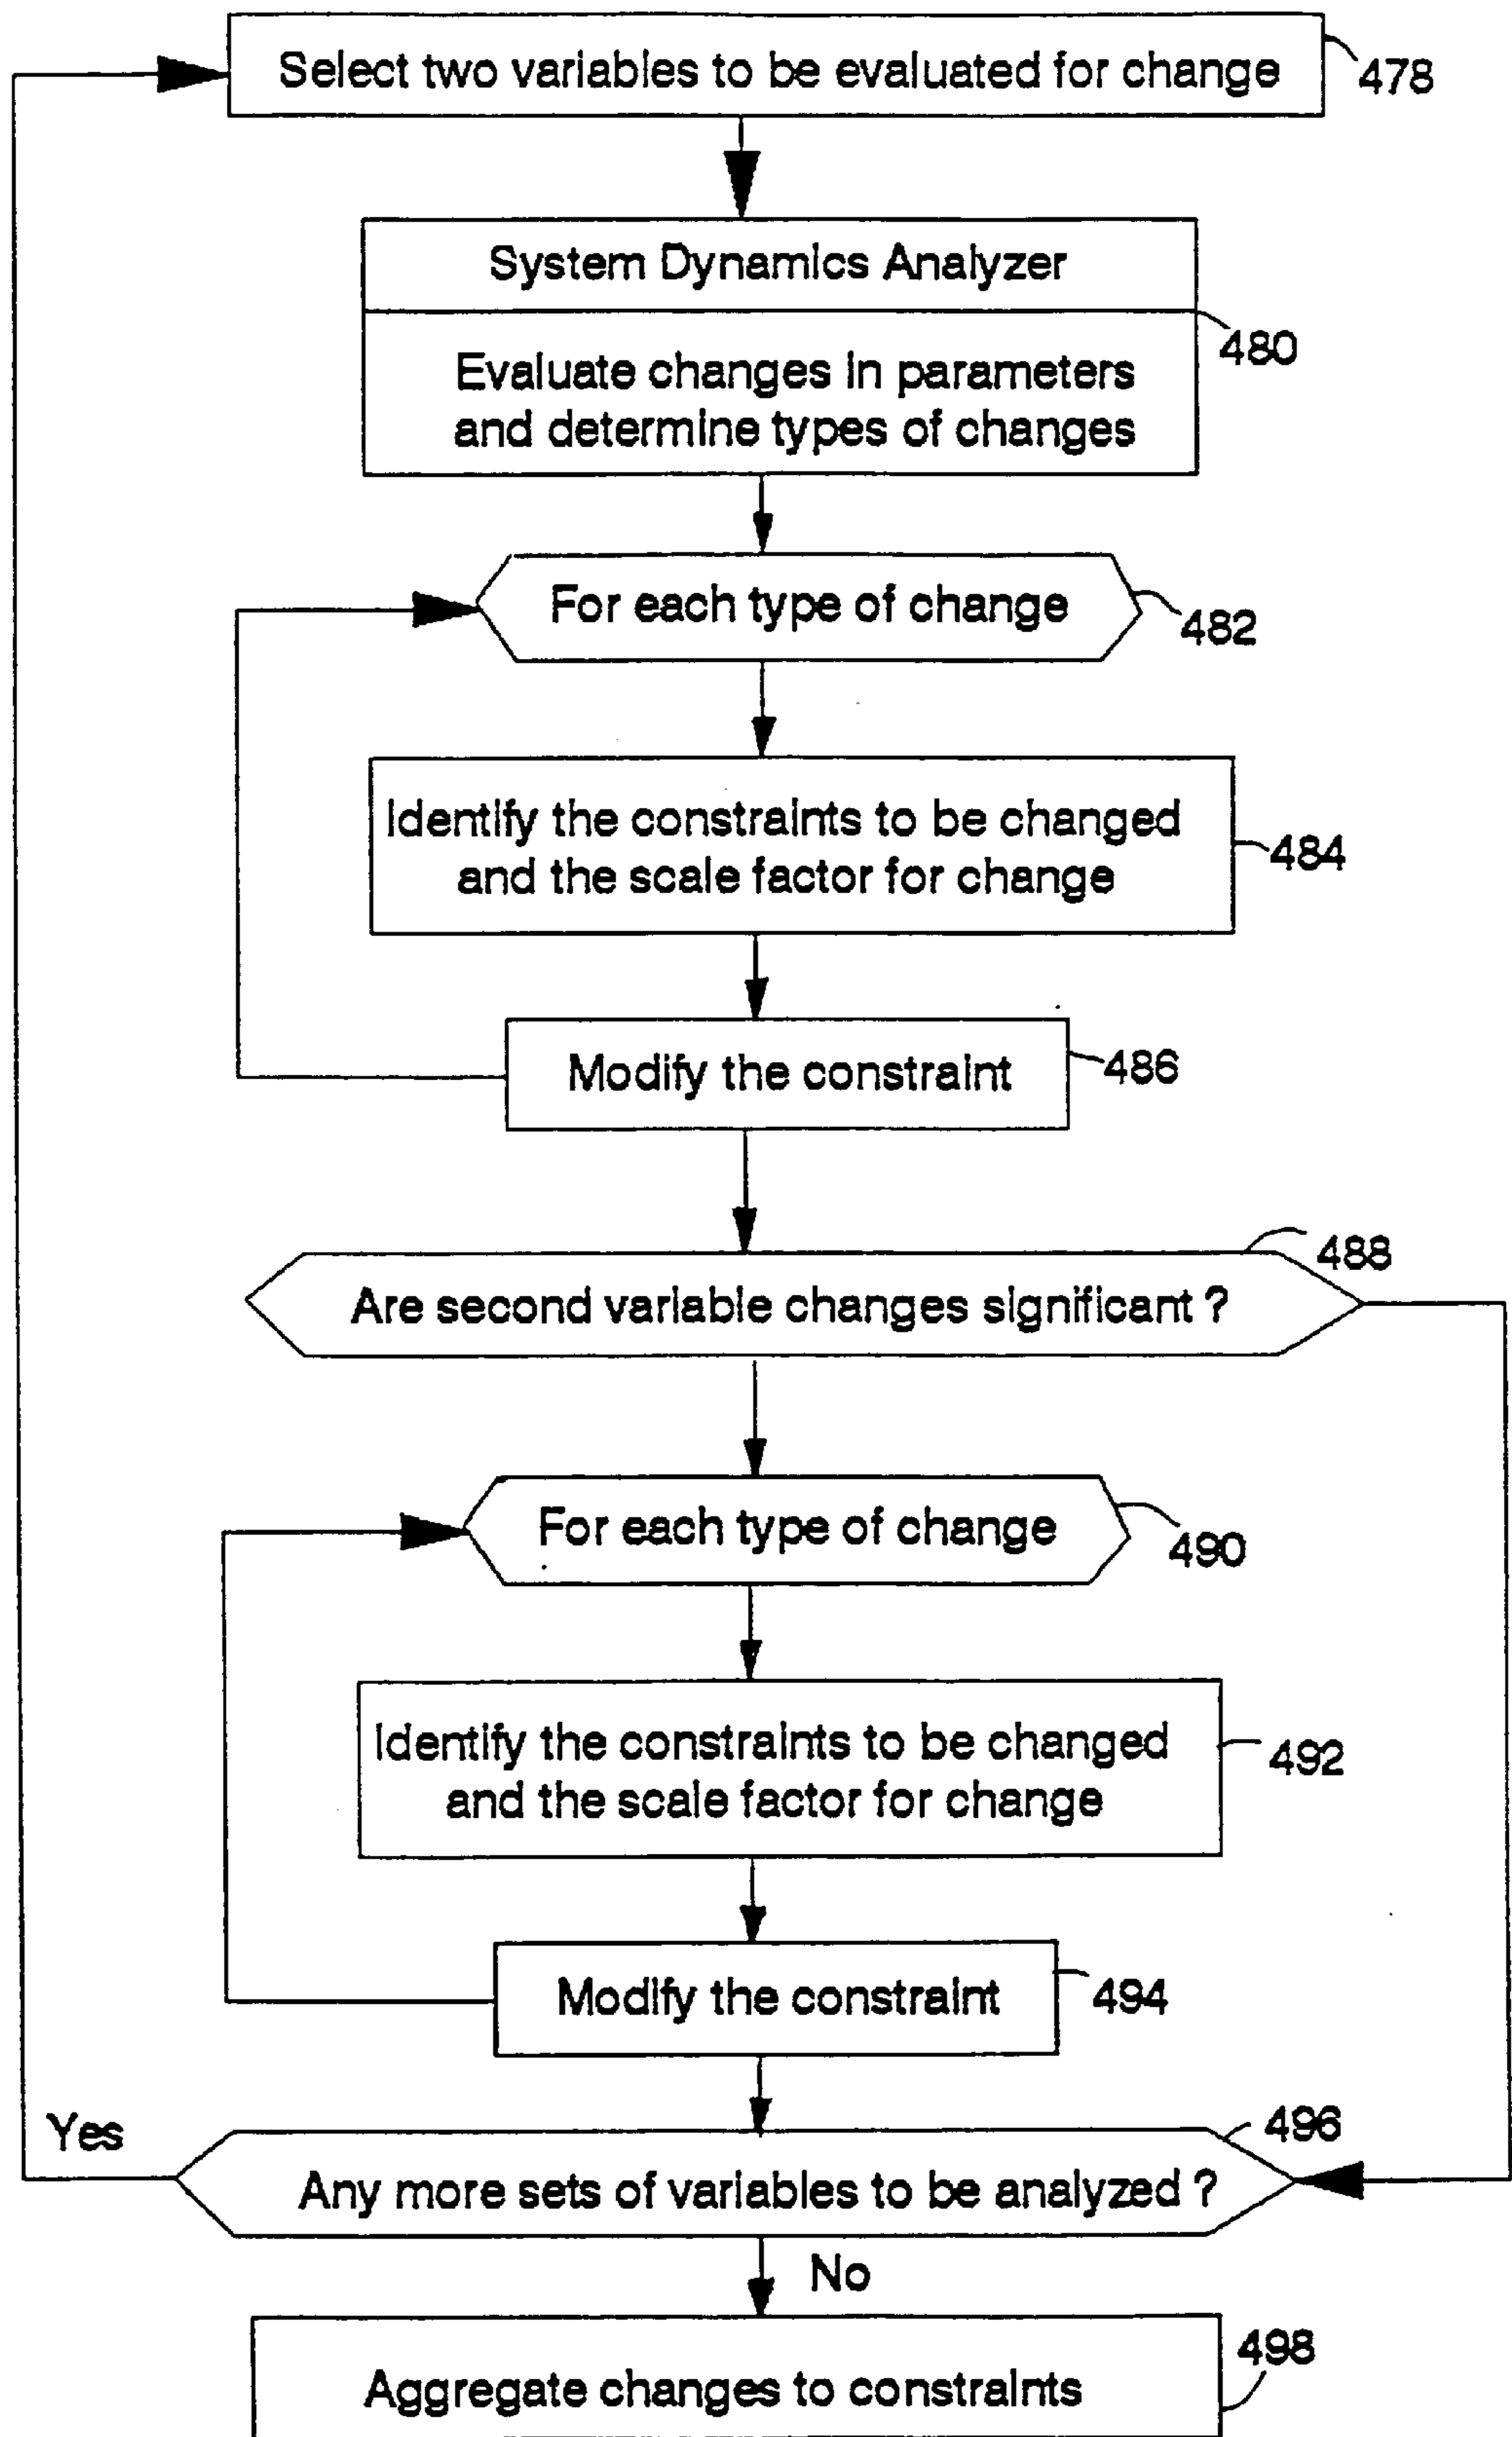 Select two variables to be evaluated for change
478
System Dynamics Analyzer
480
Evaluate changes in parameters
and determine types of changes
For each type of change
482
Identify the constraints to be changed
and the scale factor for change
484
Modify the constraint
486
488
Are second variable changes significant ?
For each type of change
490
Identify the constraints to be changed
and the scale factor for change
492
Modify the constraint
494
Yes
496
Any more sets of variables to be analyzed ?
No
498
Aggregate changes to constraints